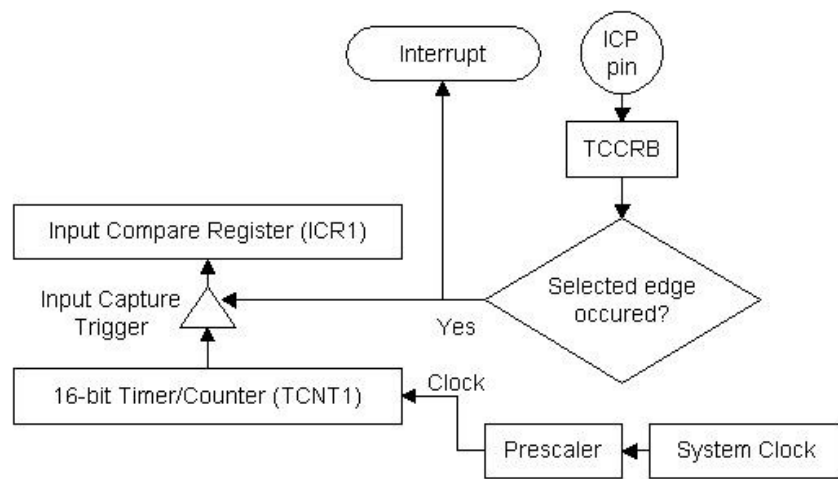 Interrupt
ICP
pin
TCCRB
Input Compare Register (ICR1)
Selected edge
occured?
Input Capture
Trigger
Yes
16-bit Timer/Counter (TCNT1)
Clock
Prescaler
System Clock